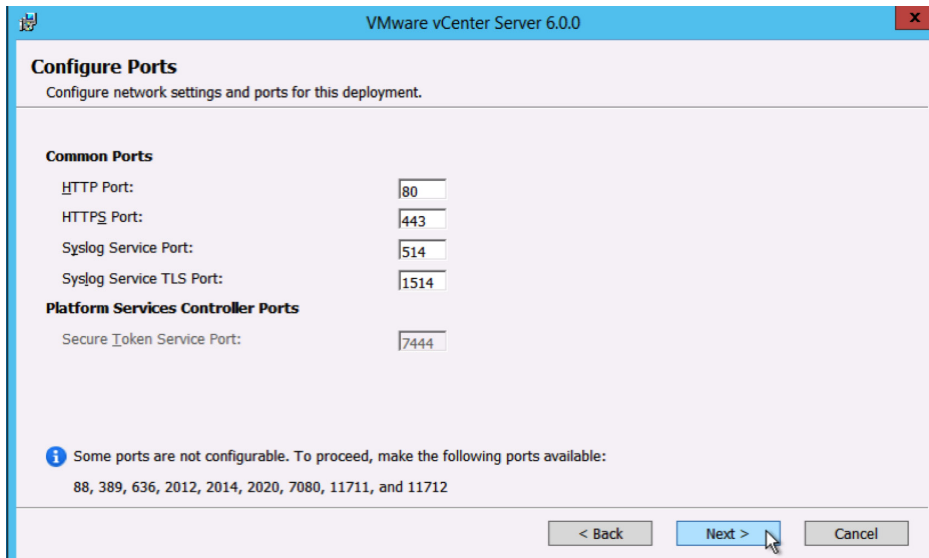 VMware vCenter Server 6.0.0
x
Configure Ports
Configure network settings and ports for this deployment.
Common Ports
HTTP Port: 80
HTTPS Port: 443
Syslog Service Port: 514
Syslog Service TLS Port: 1514
Platform Services Controller Ports
Secure Token Service Port: 7444
Some ports are not configurable. To proceed, make the following ports available:
88, 389, 636, 2012, 2014, 2020, 7080, 11711, and 11712
< Back Next > Cancel